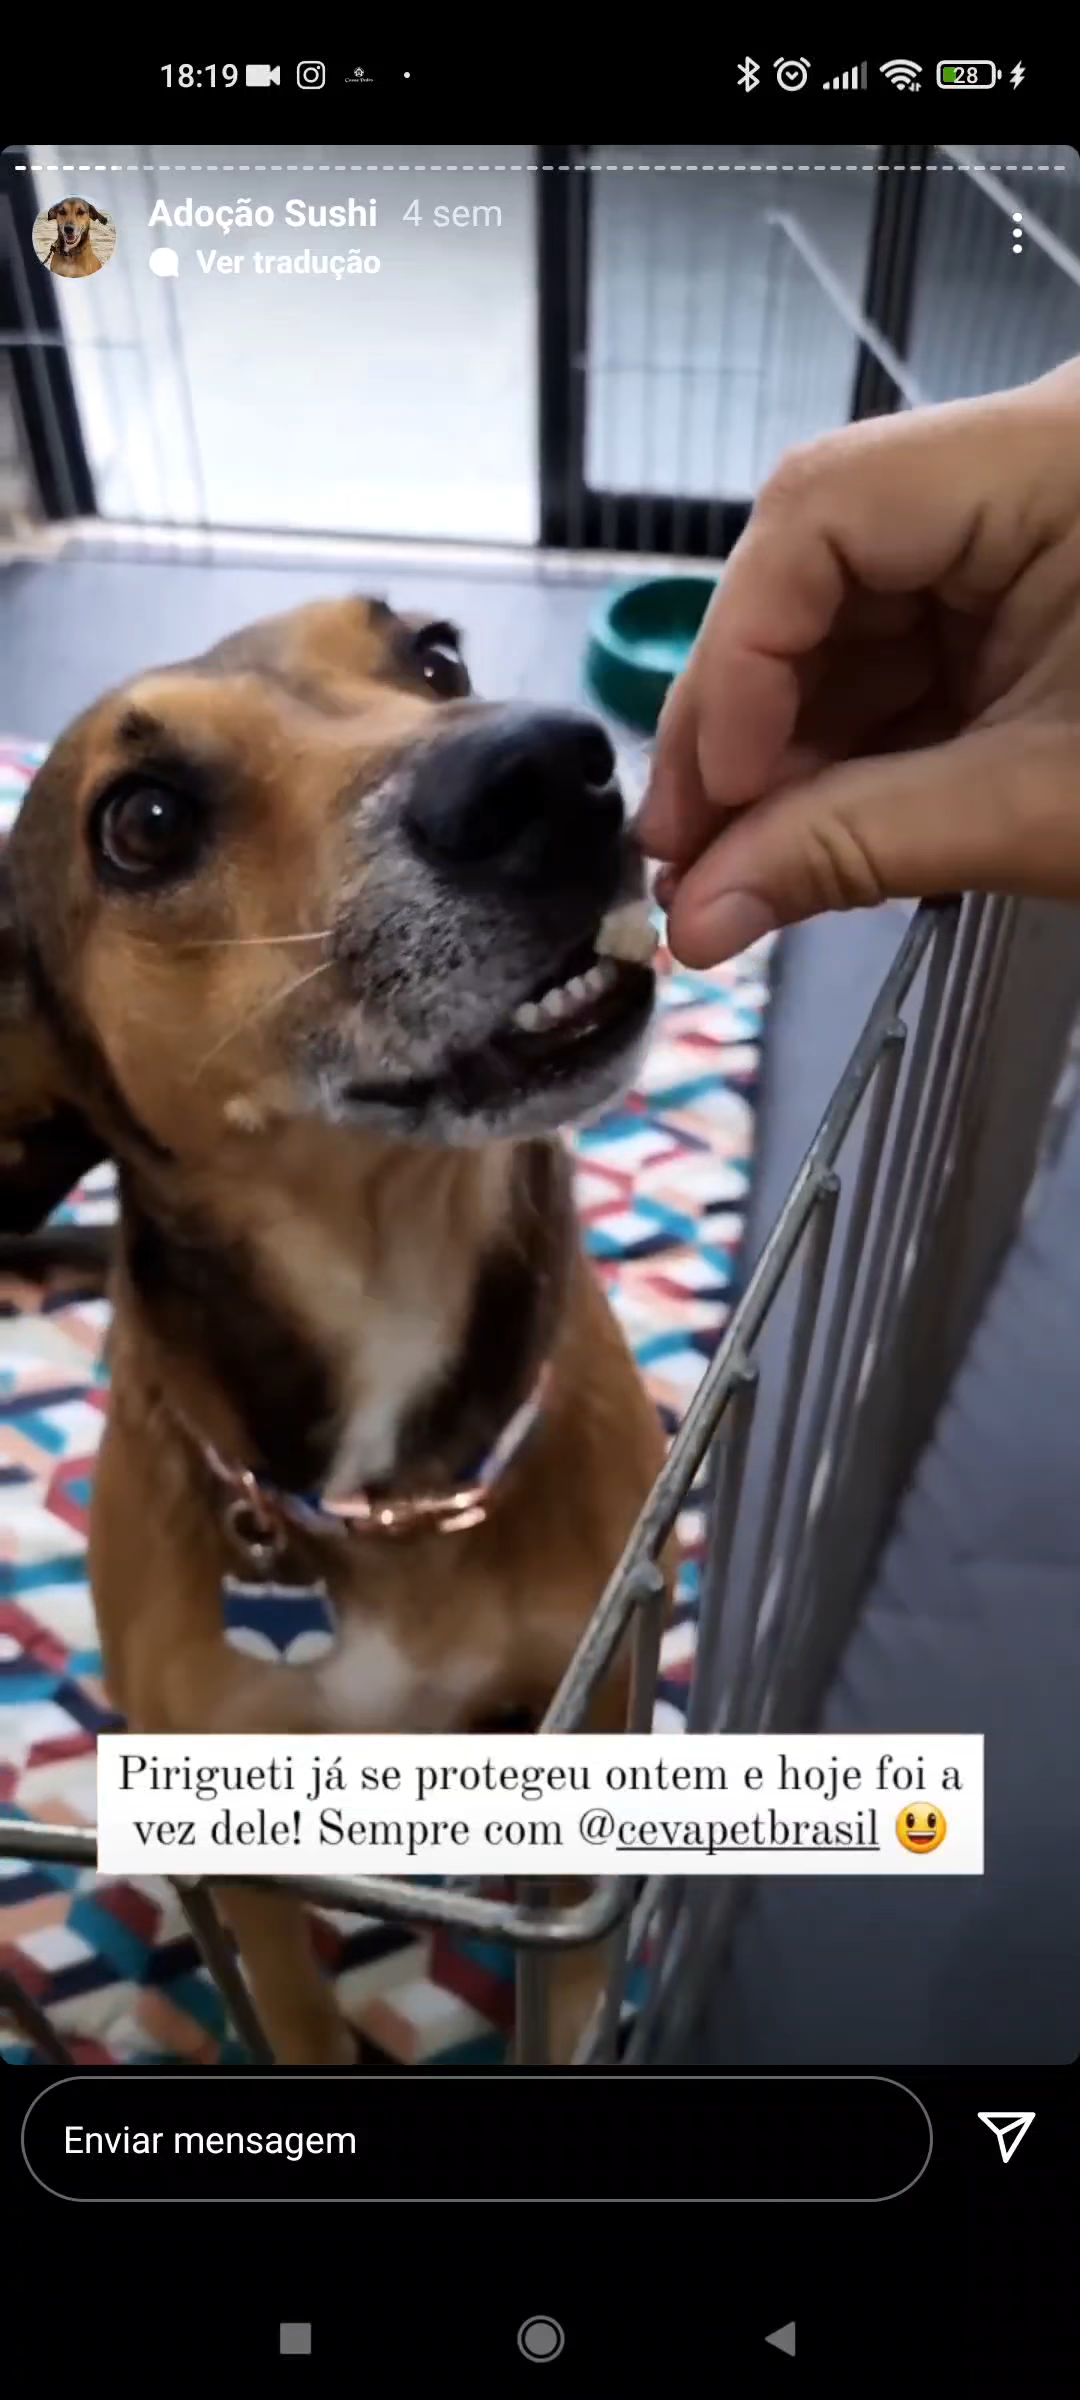 18:19
28
Adoção Sushi 4 sem
Ver tradução
Pirigueti já se protegeu ontem e hoje foi a
vez dele! Sempre com @cevapetbrasil 😃
Enviar mensagem